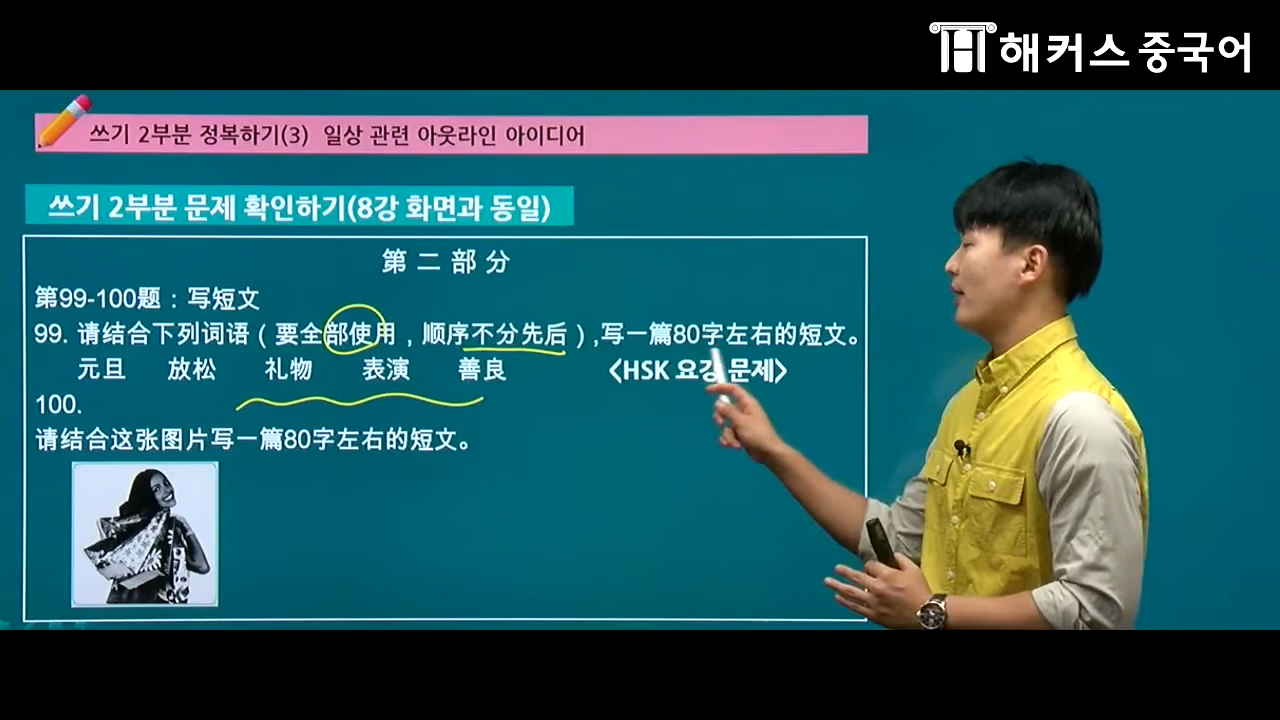 해커스 중국어
쓰기 2부분 정복하기(3) 일상 관련 아웃라인 아이디어
쓰기 2부분 문제 확인하기(8강 화면과 동일)
第 二 部 分
第99-100题：写短文
99. 请结合下列词语（要全部使用，顺序不分先后）,写一篇80字左右的短文。
元旦 放松 礼物 表演 善良 〈HSK 요강 문제〉
100.
请结合这张图片写一篇80字左右的短文。